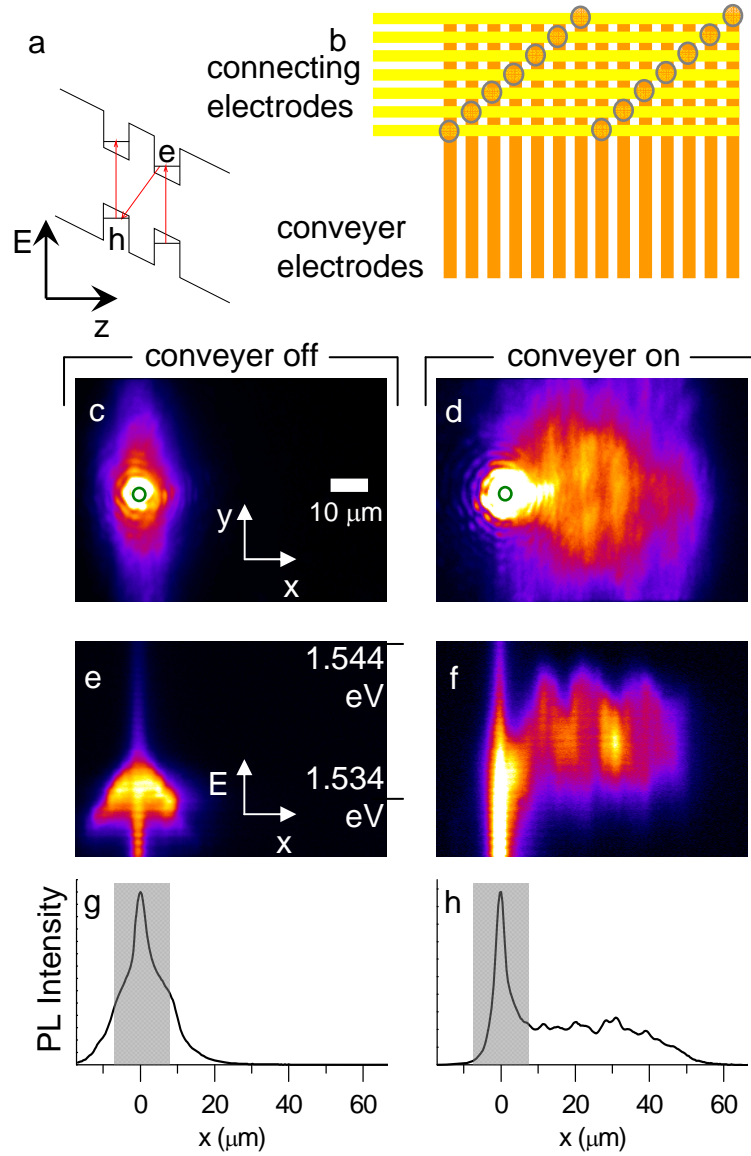 a
b
connecting
electrodes
e
h
E
z
conveyer
electrodes
conveyer off
conveyer on
c
d
y
x
10 μm
e
1.544
eV
E
1.534
eV
x
f
g
h
PL Intensity
0 20 40 60
x (μm)
0 20 40 60
x (μm)